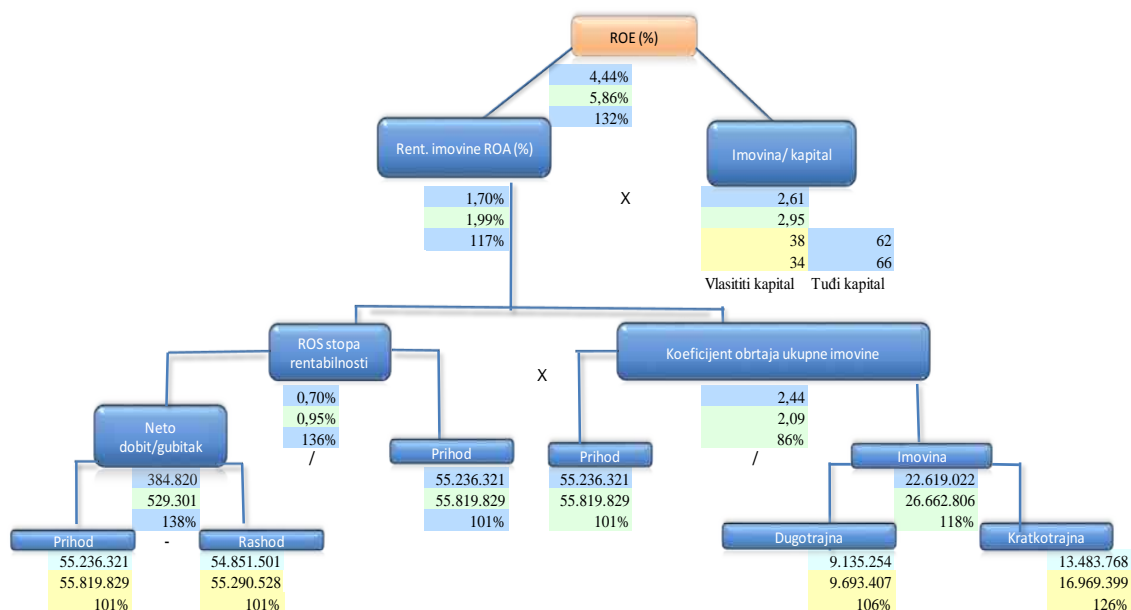 ROE (%)
4,44%
5,86%
132%
Rent. imovine ROA (%)
Imovina/ kapital
1,70%
1,99%
117%
X
2,61
2,95
38 62
34 66
Vlasititi kapital Tuđi kapital
ROS stopa
rentabilnosti
X
Koeficijent obrtaja ukupne imovine
0,70%
0,95%
136%
/
2,44
2,09
86%
/
Neto
dobit/gubitak
Prihod
Prihod
Imovina
384.820
529.301
138%
-
55.236.321
55.819.829
101%
55.236.321
55.819.829
101%
22.619.022
26.662.806
118%
Prihod
Rashod
Dugotrajna
Kratkotrajna
55.236.321
55.819.829
101%
54.851.501
55.290.528
101%
9.135.254
9.693.407
106%
13.483.768
16.969.399
126%